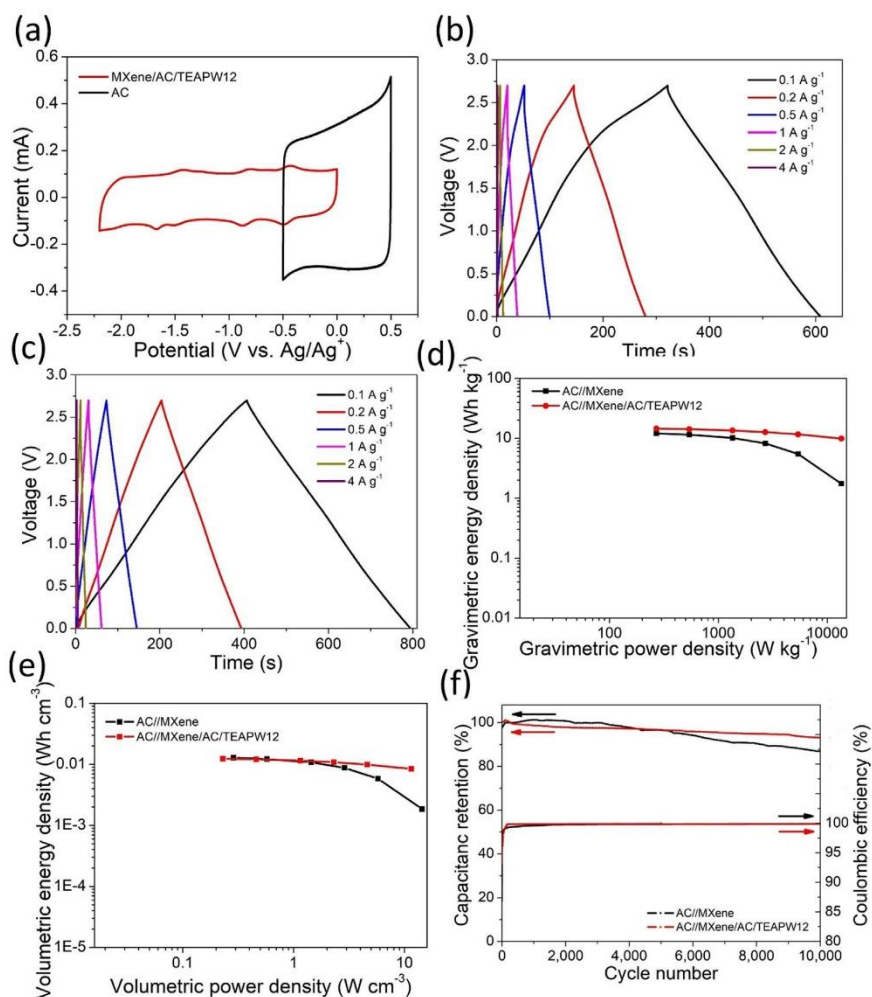 (a)
0.6
0.4
0.2
0.0
-0.2
-0.4
Current (mA)
MXene/AC/TEAPW12
AC
-2.5 -2.0 -1.5 -1.0 -0.5 0.0 0.5
Potential (V vs. Ag/Ag⁺)
(b)
3.0
2.5
2.0
1.5
1.0
0.5
0.0
Voltage (V)
0.1 A g⁻¹
0.2 A g⁻¹
0.5 A g⁻¹
1 A g⁻¹
2 A g⁻¹
4 A g⁻¹
0 200 400 600
Time (s)
(c)
3.0
2.5
2.0
1.5
1.0
0.5
0.0
Voltage (V)
0.1 A g⁻¹
0.2 A g⁻¹
0.5 A g⁻¹
1 A g⁻¹
2 A g⁻¹
4 A g⁻¹
0 200 400 600 800
Time (s)
(d)
100
10
1
0.1
0.01
Gravimetric energy density (Wh kg⁻¹)
AC//MXene
AC//MXene/AC/TEAPW12
100 1000 10000
Gravimetric power density (W kg⁻¹)
(e)
0.1
0.01
1E-3
1E-4
1E-5
Volumetric energy density (Wh cm⁻³)
AC//MXene
AC//MXene/AC/TEAPW12
0.1 1 10
Volumetric power density (W cm⁻³)
(f)
100
80
60
40
20
0
Capacitanc retention (%)
100
95
90
85
80
Coulombic efficiency (%)
AC//MXene
AC//MXene/AC/TEAPW12
0 2,000 4,000 6,000 8,000 10,000
Cycle number